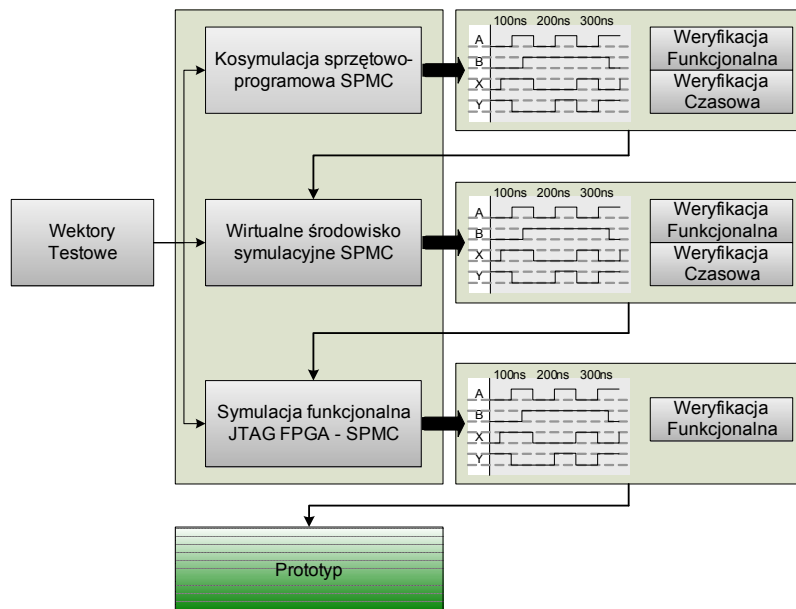 Kosymulacja sprzętowo-
programowa SPMC
100ns 200ns 300ns
A
B
X
Y
Weryfikacja
Funkcjonalna
Weryfikacja
Czasowa
Wektory
Testowe
Wirtualne środowisko
symulacyjne SPMC
100ns 200ns 300ns
A
B
X
Y
Weryfikacja
Funkcjonalna
Weryfikacja
Czasowa
Symulacja funkcjonalna
JTAG FPGA - SPMC
100ns 200ns 300ns
A
B
X
Y
Weryfikacja
Funkcjonalna
Prototyp